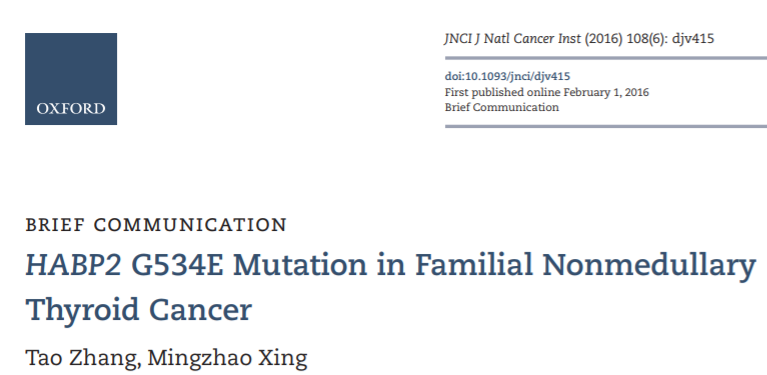 OXFORD
JNCI J Natl Cancer Inst (2016) 108(6): djv415
doi:10.1093/jnci/djv415
First published online February 1, 2016
Brief Communication
BRIEF COMMUNICATION
HABP2 G534E Mutation in Familial Nonmedullary
Thyroid Cancer
Tao Zhang, Mingzhao Xing